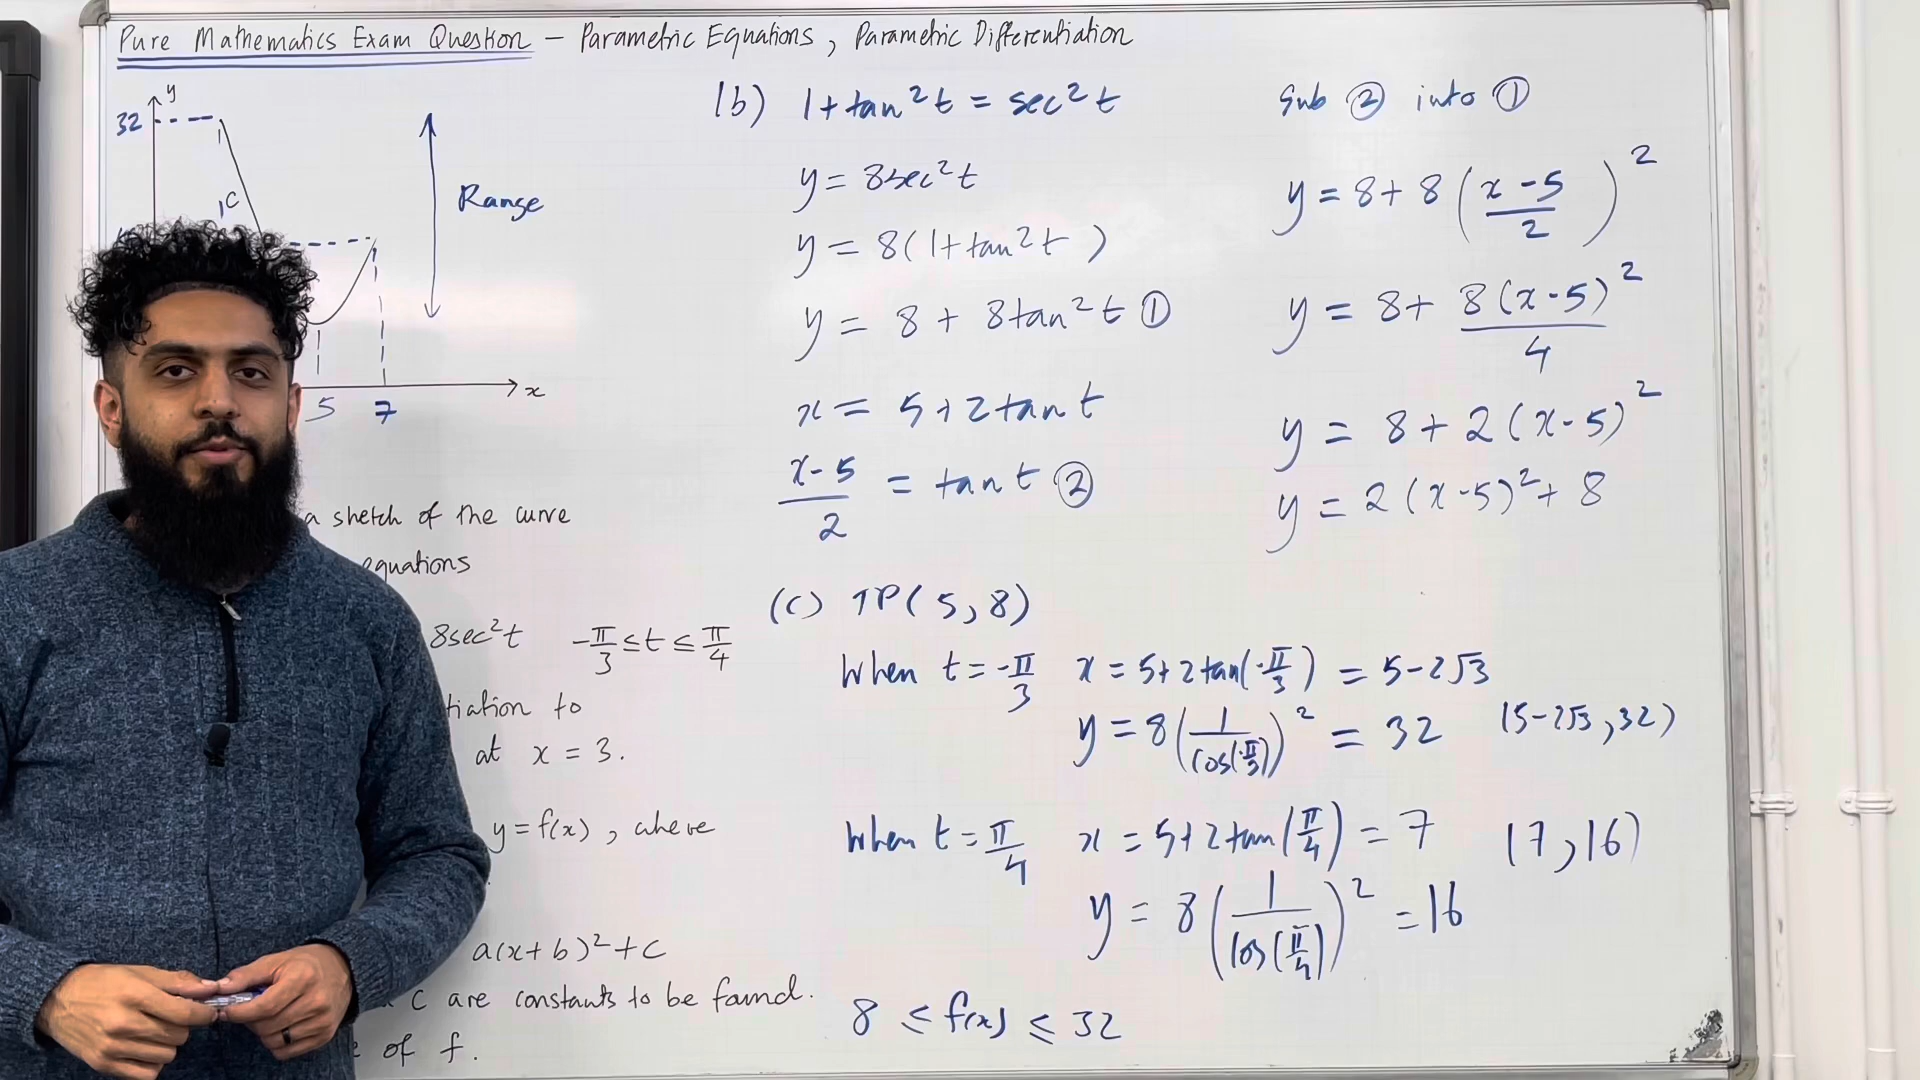 Pure Mathematics Exam Question – Parametric Equations, Parametric Differentiation
y
32
C
Range
5
7
x
a sketch of the curve
equations
8sec²t -π/3 ≤ t ≤ π/4
tiation to
at x = 3.
y = f(x), where
a(x+b)²+c
c are constants to be found.
of f.
(b) 1+tan²t = sec²t
y = 8sec²t
y = 8(1+tan²t)
y = 8 + 8tan²t ①
x = 5+2tant
(x-5)/2 = tant ②
Sub ② into ①
y = 8+8((x-5)/2)²
y = 8+ 8(x-5)²/4
y = 8+2(x-5)²
y = 2(x-5)²+8
(c) TP(5,8)
When t = -π/3 x = 5+2tan(-π/3) = 5-2√3
y = 8(1/cos(-π/3))² = 32 (5-2√3,32)
When t = π/4 x = 5+2tan(π/4) = 7 (7,16)
y = 8(1/cos(π/4))² = 16
8 ≤ f(x) ≤ 32